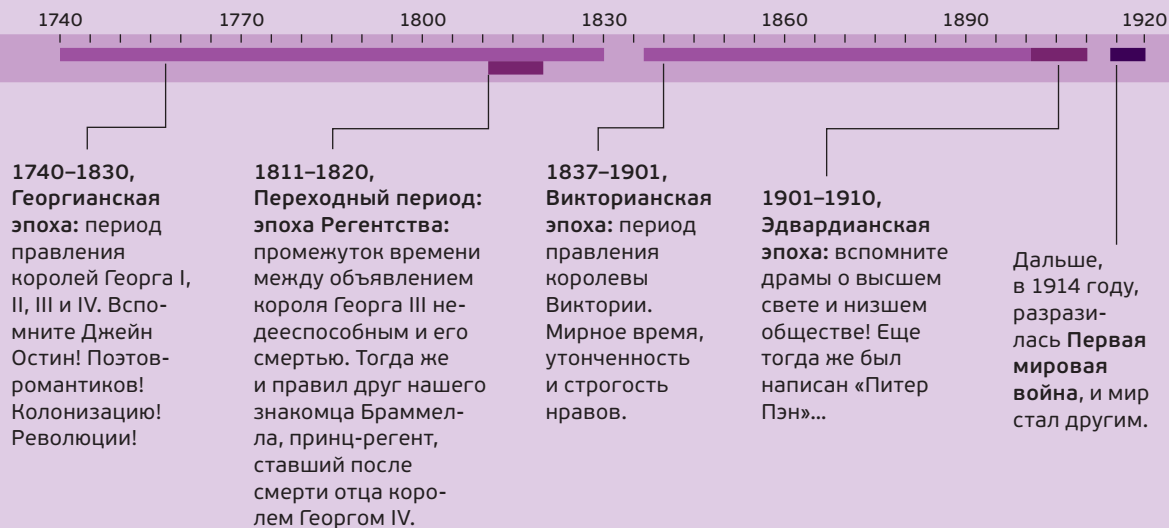 1740 1770 1800 1830 1860 1890 1920
1740–1830,
Георгианская
эпоха: период
правления
королей Георга I,
II, III и IV. Вспо-
мните Джейн
Остин! Поэтов-
романтиков!
Колонизацию!
Революции!
1811–1820,
Переходный период:
эпоха Регентства:
промежуток времени
между объявлением
короля Георга III не-
дееспособным и его
смертью. Тогда же
и правил друг нашего
знакомца Браммел-
ла, принц-регент,
ставший после
смерти отца коро-
лем Георгом IV.
1837–1901,
Викторианская
эпоха: период
правления
королевы
Виктории.
Мирное время,
утонченность
и строгость
нравов.
1901–1910,
Эдвардианская
эпоха: вспомните
драмы о высшем
свете и низшем
обществе! Еще
тогда же был
написан «Питер
Пэн»...
Дальше,
в 1914 году,
разрази-
лась Первая
мировая
война, и мир
стал другим.